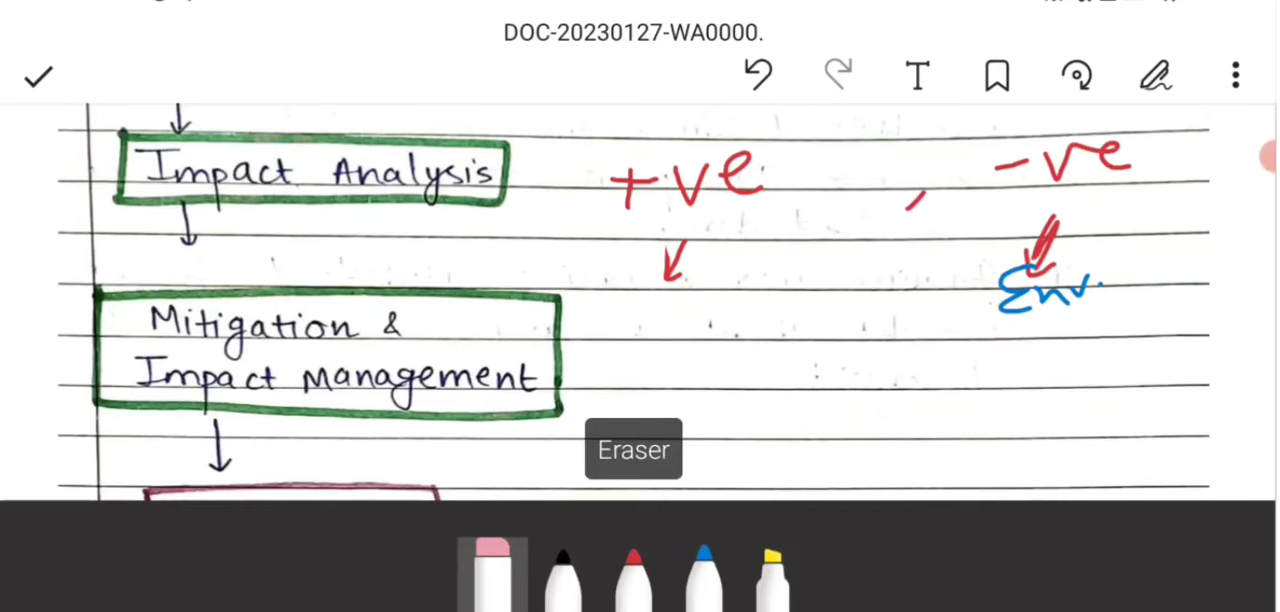 DOC-20230127-WA0000.
T
Impact Analysis +ve , -ve
Env.
Mitigation &
Impact Management
Eraser